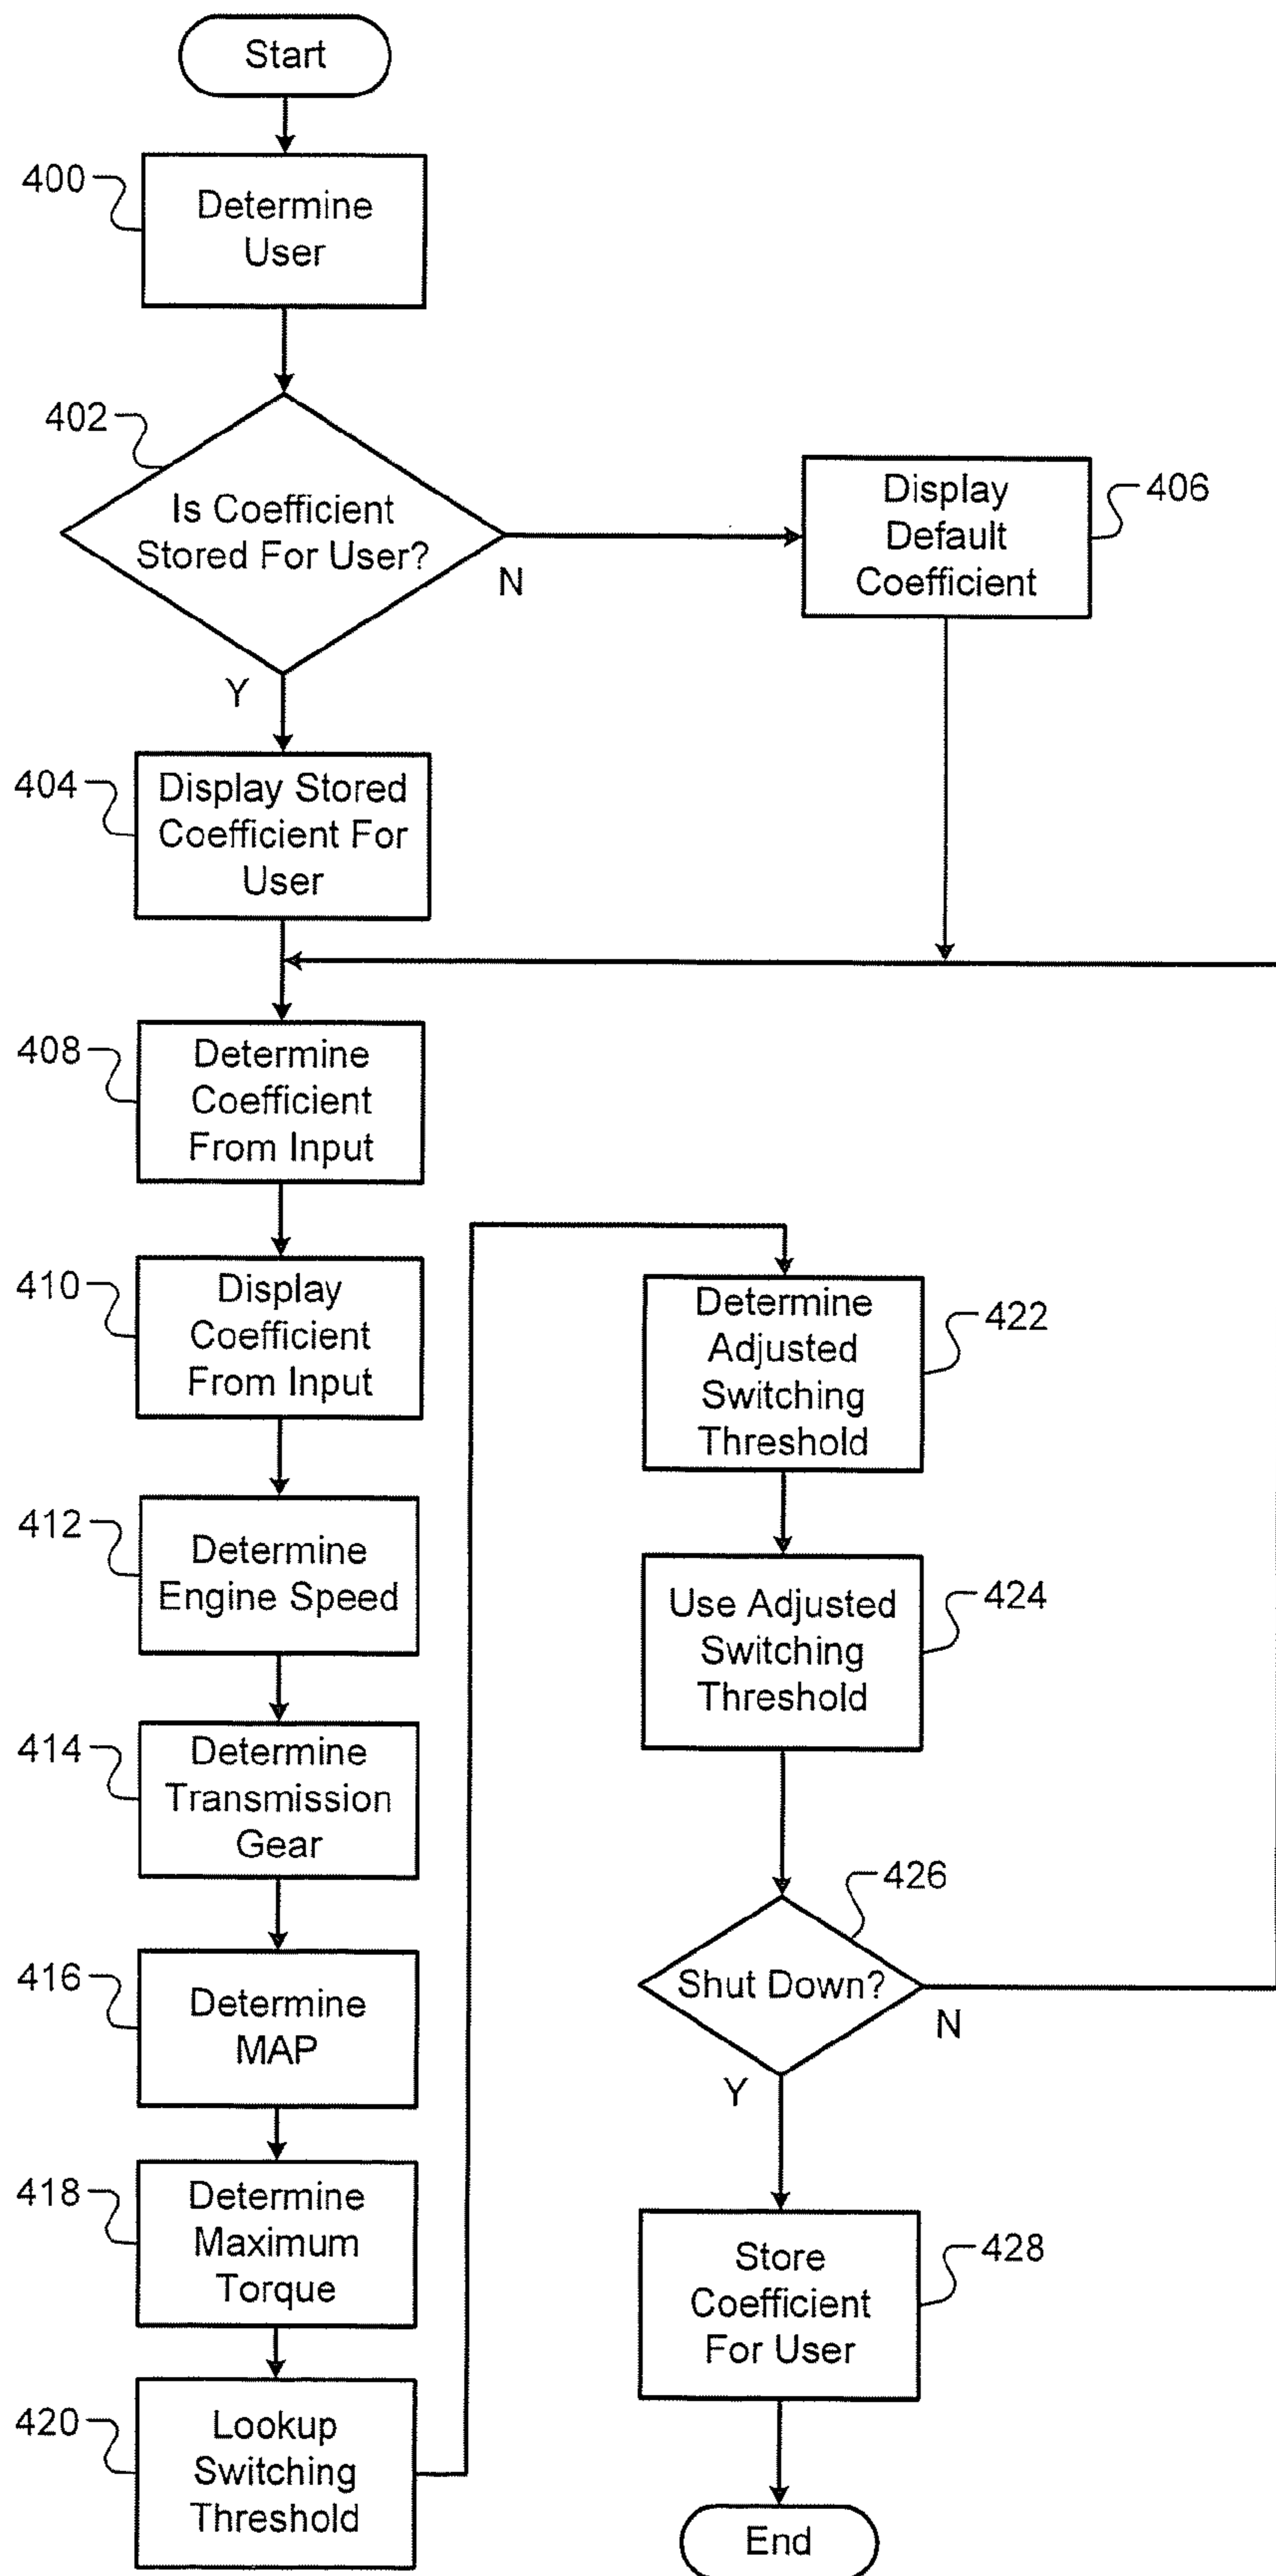 Start
400
Determine
User
402
Is Coefficient
Stored For User?
N
Y
Display
Default
Coefficient
406
404
Display Stored
Coefficient For
User
408
Determine
Coefficient
From Input
410
Display
Coefficient
From Input
412
Determine
Engine Speed
414
Determine
Transmission
Gear
416
Determine
MAP
418
Determine
Maximum
Torque
420
Lookup
Switching
Threshold
Determine
Adjusted
Switching
Threshold
422
Use Adjusted
Switching
Threshold
424
426
Shut Down?
N
Y
Store
Coefficient
For User
428
End